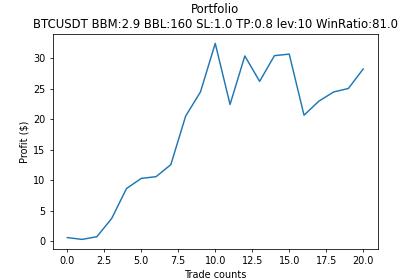 Portfolio
BTCUSDT BBM:2.9 BBL:160 SL:1.0 TP:0.8 lev:10 WinRatio:81.0
30
25
20
15
10
5
0
Profit ($)
0.0 2.5 5.0 7.5 10.0 12.5 15.0 17.5 20.0
Trade counts